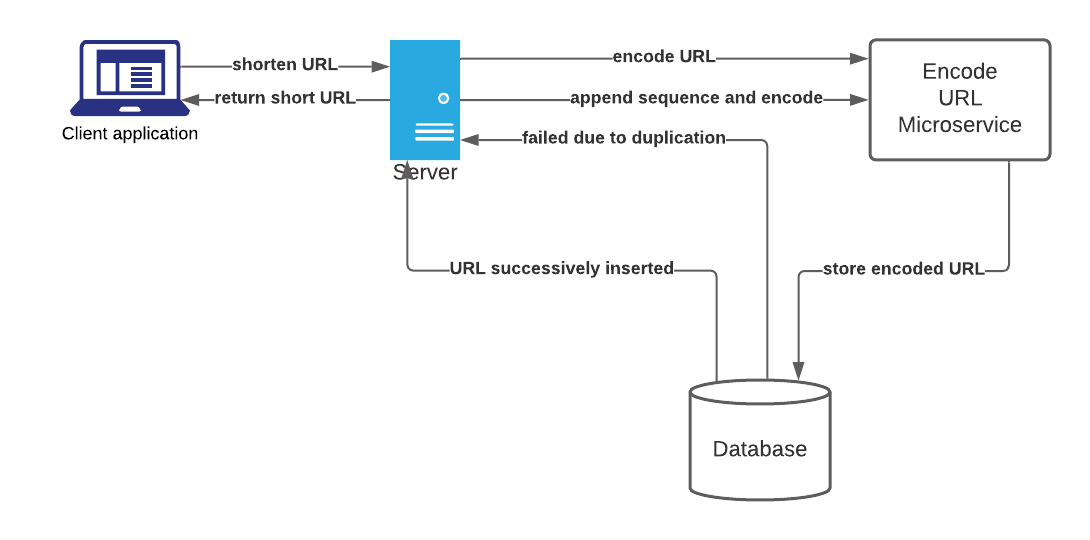 shorten URL
encode URL
return short URL
append sequence and encode
Encode
URL
Microservice
Client application
failed due to duplication
Server
URL successively inserted
store encoded URL
Database